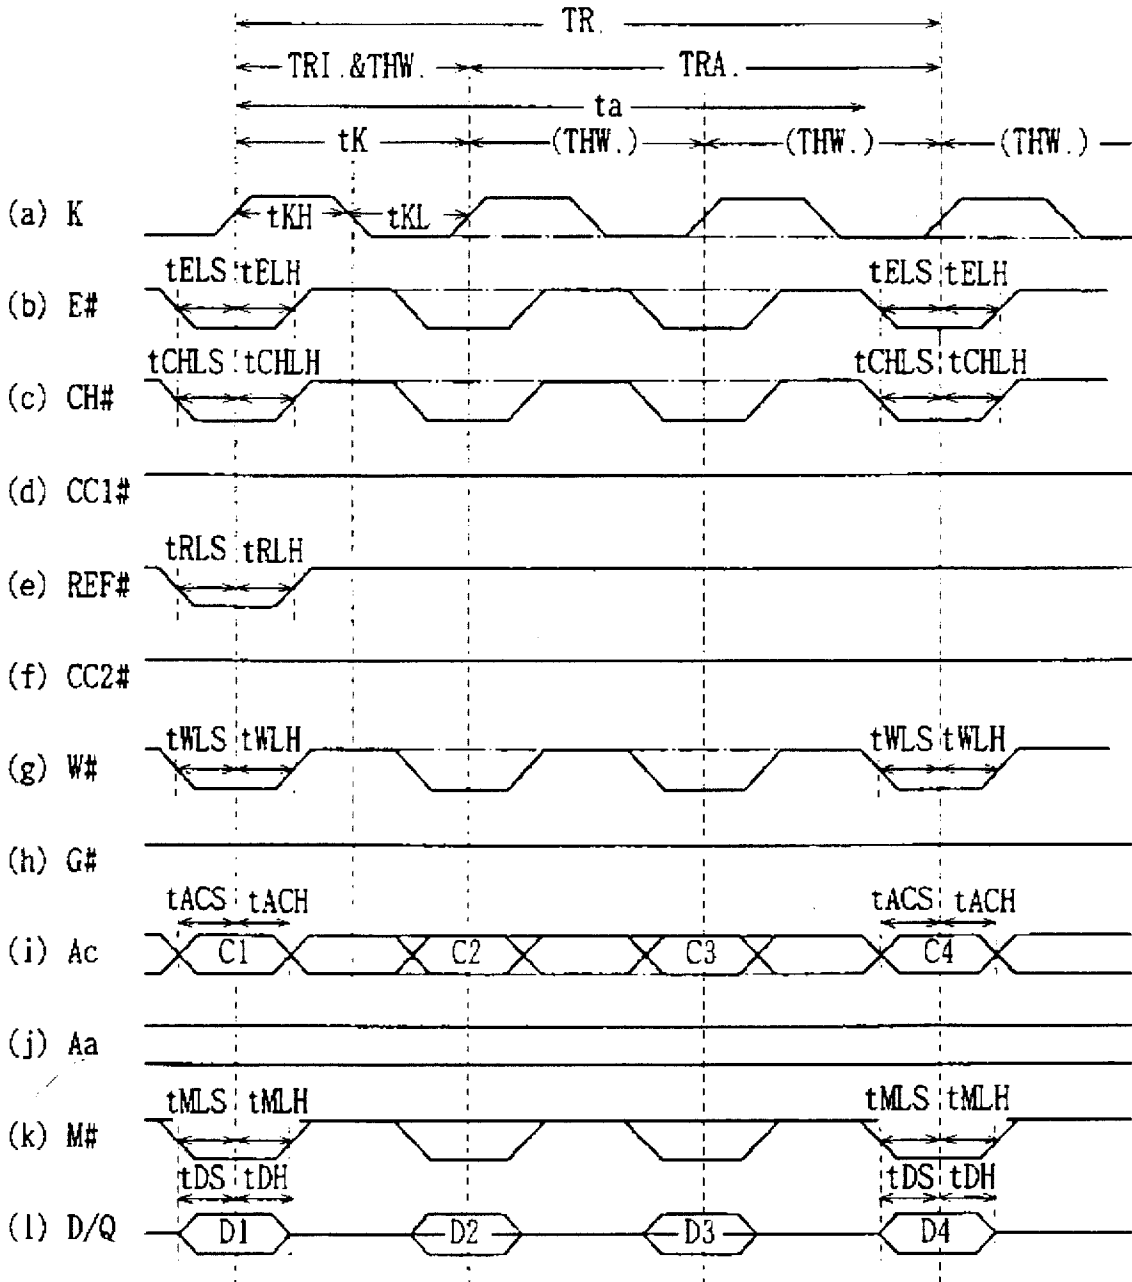 TR.
TRI.&THW. TRA.
ta
tK (THW.) (THW.) (THW.)
(a) K tKH tKL
tELS tELH tELS tELH
(b) E#
tCHLS tCHLH tCHLS tCHLH
(c) CH#
(d) CC1#
tRLS tRLH
(e) REF#
(f) CC2#
tWLS tWLH tWLS tWLH
(g) W#
(h) G#
tACS tACH tACS tACH
(i) Ac C1 C2 C3 C4
(j) Aa
tMLS tMLH tMLS tMLH
(k) M#
tDS tDH tDS tDH
(l) D/Q D1 D2 D3 D4